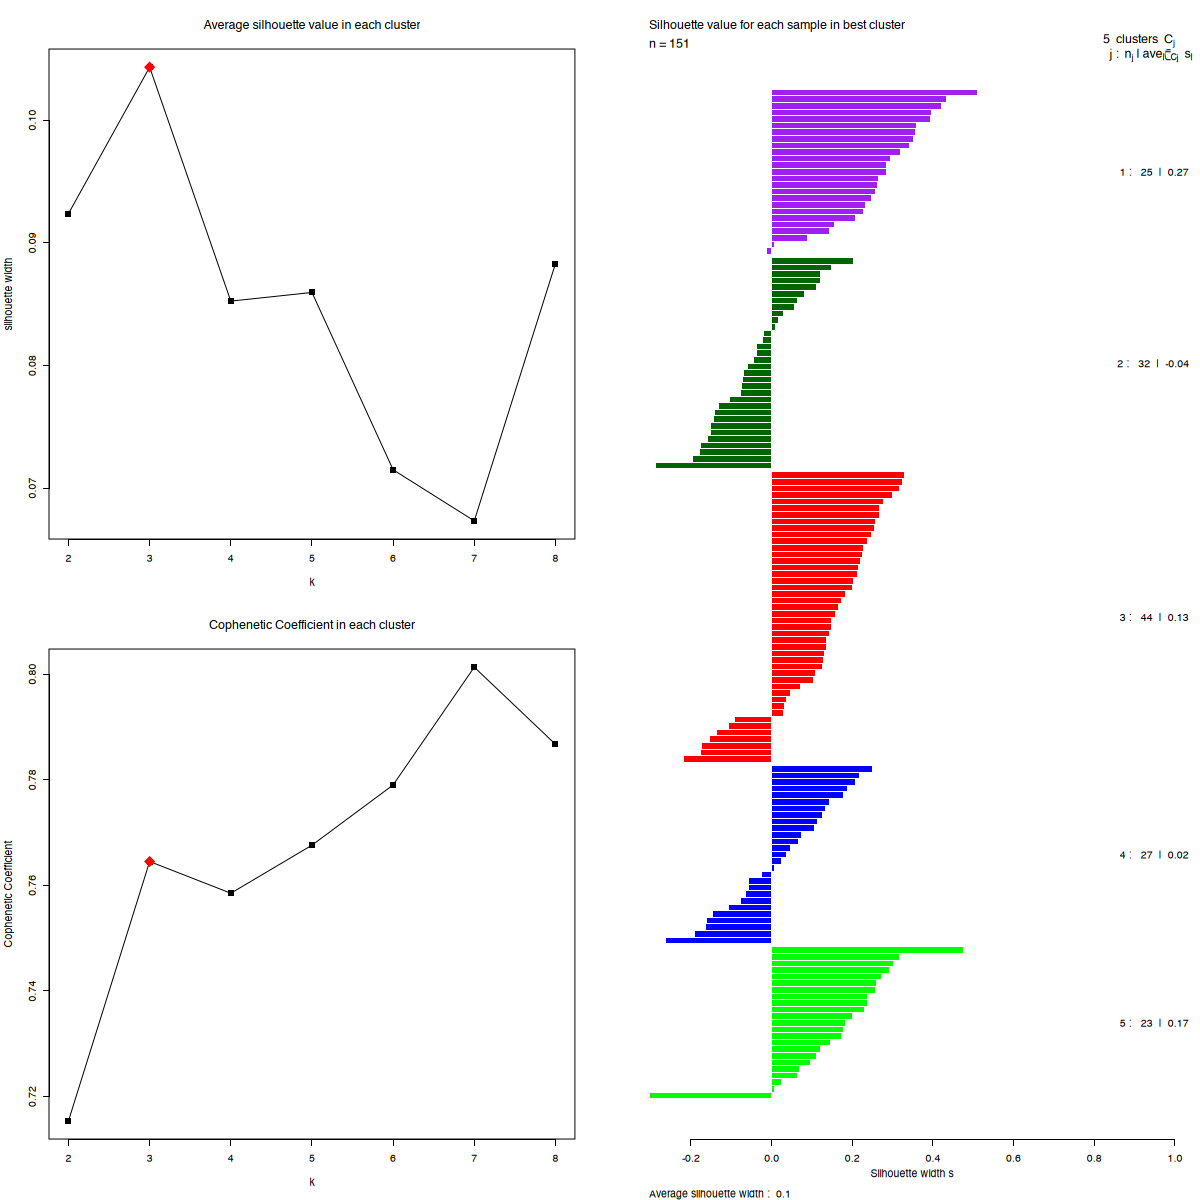 Average silhouette value in each cluster
silhouette width
0.10
0.09
0.08
0.07
2 3 4 5 6 7 8
k
Cophenetic Coefficient in each cluster
Cophenetic Coefficient
0.80
0.78
0.76
0.74
0.72
2 3 4 5 6 7 8
k
Silhouette value for each sample in best cluster
n = 151
5 clusters Cj
j : nj | avei∈Cj si
1 : 25 | 0.27
2 : 32 | -0.04
3 : 44 | 0.13
4 : 27 | 0.02
5 : 23 | 0.17
-0.2 0.0 0.2 0.4 0.6 0.8 1.0
Silhouette width s
Average silhouette width : 0.1